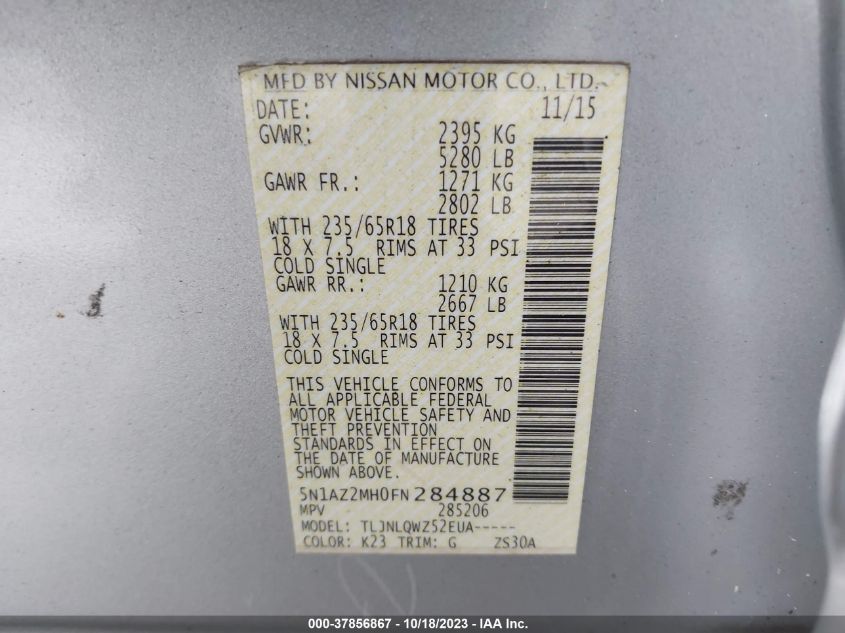 MFD BY NISSAN MOTOR CO., LTD.
DATE: 11/15
GVWR: 2395 KG
5280 LB
GAWR FR.: 1271 KG
2802 LB
WITH 235/65R18 TIRES
18 X 7.5 RIMS AT 33 PSI
COLD SINGLE
GAWR RR.: 1210 KG
2667 LB
WITH 235/65R18 TIRES
18 X 7.5 RIMS AT 33 PSI
COLD SINGLE
THIS VEHICLE CONFORMS TO
ALL APPLICABLE FEDERAL
MOTOR VEHICLE SAFETY AND
THEFT PREVENTION
STANDARDS IN EFFECT ON
THE DATE OF MANUFACTURE
SHOWN ABOVE.
5N1AZ2MH0FN284887
MPV 285206
MODEL: TLJNLQWZ52EUA-----
COLOR: K23 TRIM: G ZS30A
000-37856867 - 10/18/2023 - IAA Inc.